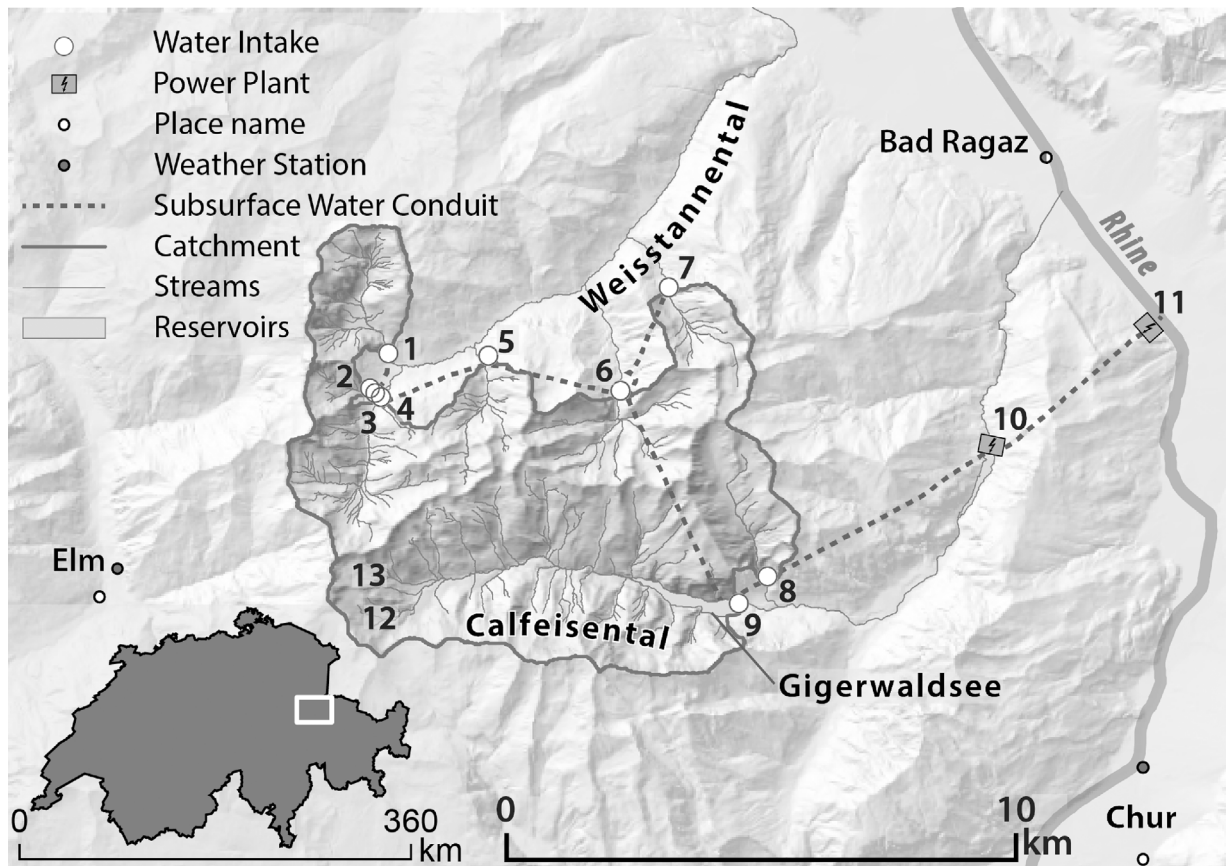 Water Intake
Power Plant
Place name
Weather Station
Subsurface Water Conduit
Catchment
Streams
Reservoirs
Bad Ragaz
Weisstannental
Rhine
7
11
1
5
2
6
3
4
10
Elm
13
8
12
Calfeisental
9
Gigerwaldsee
0
360
km
0
10
km
Chur